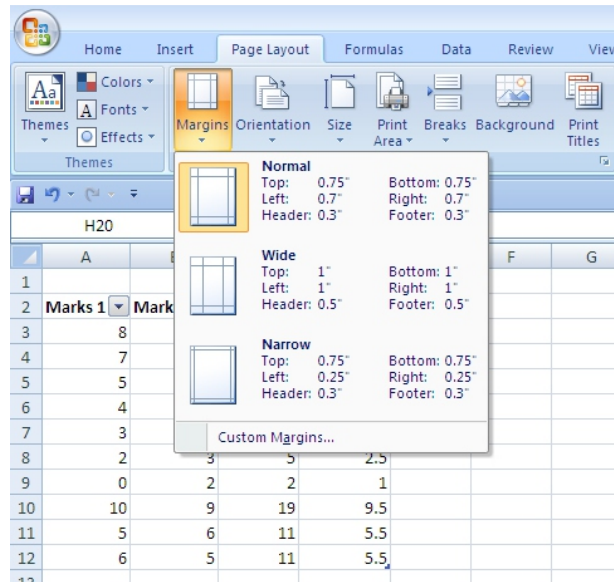 Home Insert Page Layout Formulas Data Review View
Colors
Fonts
Effects
Themes Margins Orientation Size Print Area Breaks Background Print Titles
Themes
H20
Normal
Top: 0.75" Bottom: 0.75"
Left: 0.7" Right: 0.7"
Header: 0.3" Footer: 0.3"
Wide
Top: 1" Bottom: 1"
Left: 1" Right: 1"
Header: 0.5" Footer: 0.5"
Narrow
Top: 0.75" Bottom: 0.75"
Left: 0.25" Right: 0.25"
Header: 0.3" Footer: 0.3"
Custom Margins...
A F G
1
2 Marks 1 Mark
3 8
4 7
5 5
6 4
7 3
8 2 3 5 2.5
9 0 2 2 1
10 10 9 19 9.5
11 5 6 11 5.5
12 6 5 11 5.5